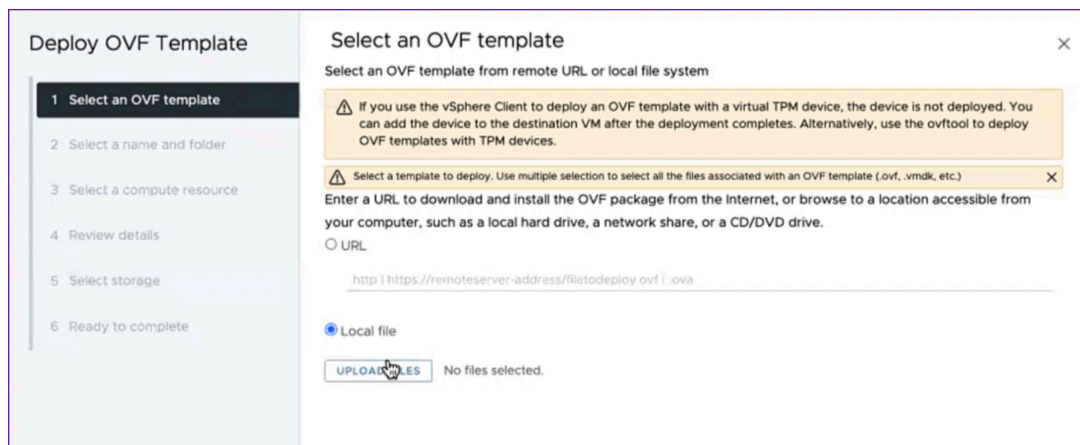 Deploy OVF Template
1 Select an OVF template
2 Select a name and folder
3 Select a compute resource
4 Review details
5 Select storage
6 Ready to complete
Select an OVF template
Select an OVF template from remote URL or local file system
If you use the vSphere Client to deploy an OVF template with a virtual TPM device, the device is not deployed. You
can add the device to the destination VM after the deployment completes. Alternatively, use the ovftool to deploy
OVF templates with TPM devices.
Select a template to deploy. Use multiple selection to select all the files associated with an OVF template (.ovf, .vmdk, etc.)
Enter a URL to download and install the OVF package from the Internet, or browse to a location accessible from
your computer, such as a local hard drive, a network share, or a CD/DVD drive.
URL
http | https://remoteserver-address/filetodeploy.ovf | .ova
Local file
UPLOAD FILES No files selected.